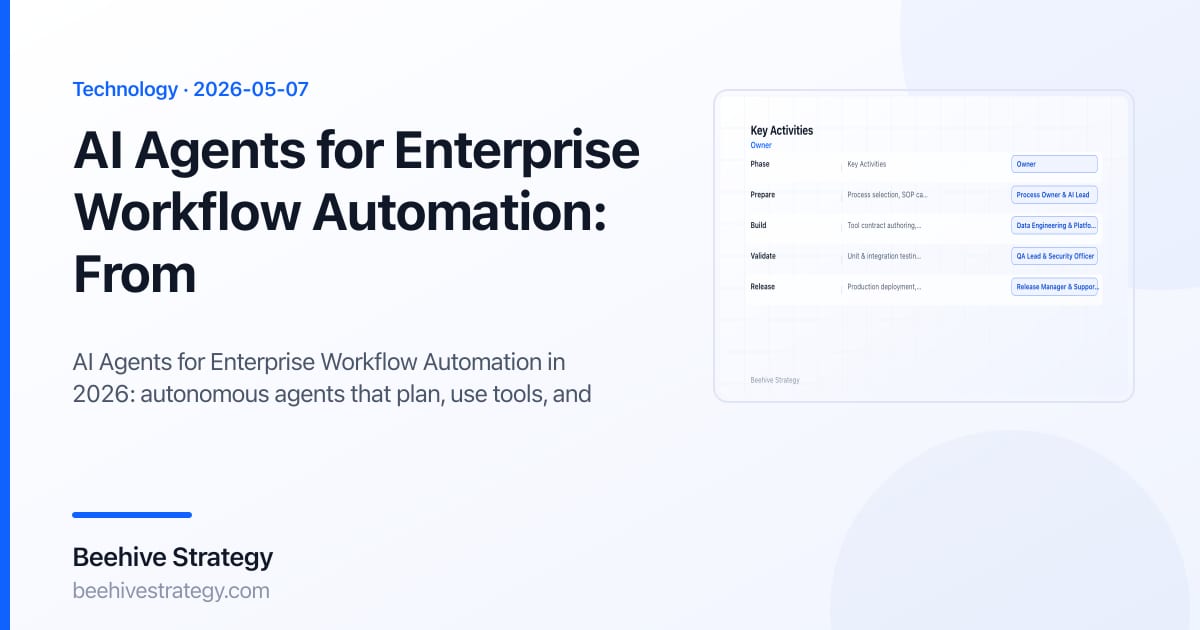 Technology · 2026-05-07
AI Agents for Enterprise
Workflow Automation:
From
AI Agents for Enterprise Workflow Automation in
2026: autonomous agents that plan, use tools, and
Beehive Strategy
beehivestrategy.com
Key Activities
Owner
Phase Key Activities Owner
Prepare Process selection, SOP ca... Process Owner & AI Lead
Build Tool contract authoring,... Data Engineering & Platfo...
Validate Unit & integration testin... QA Lead & Security Officer
Release Production deployment,... Release Manager & Suppor...
Beehive Strategy